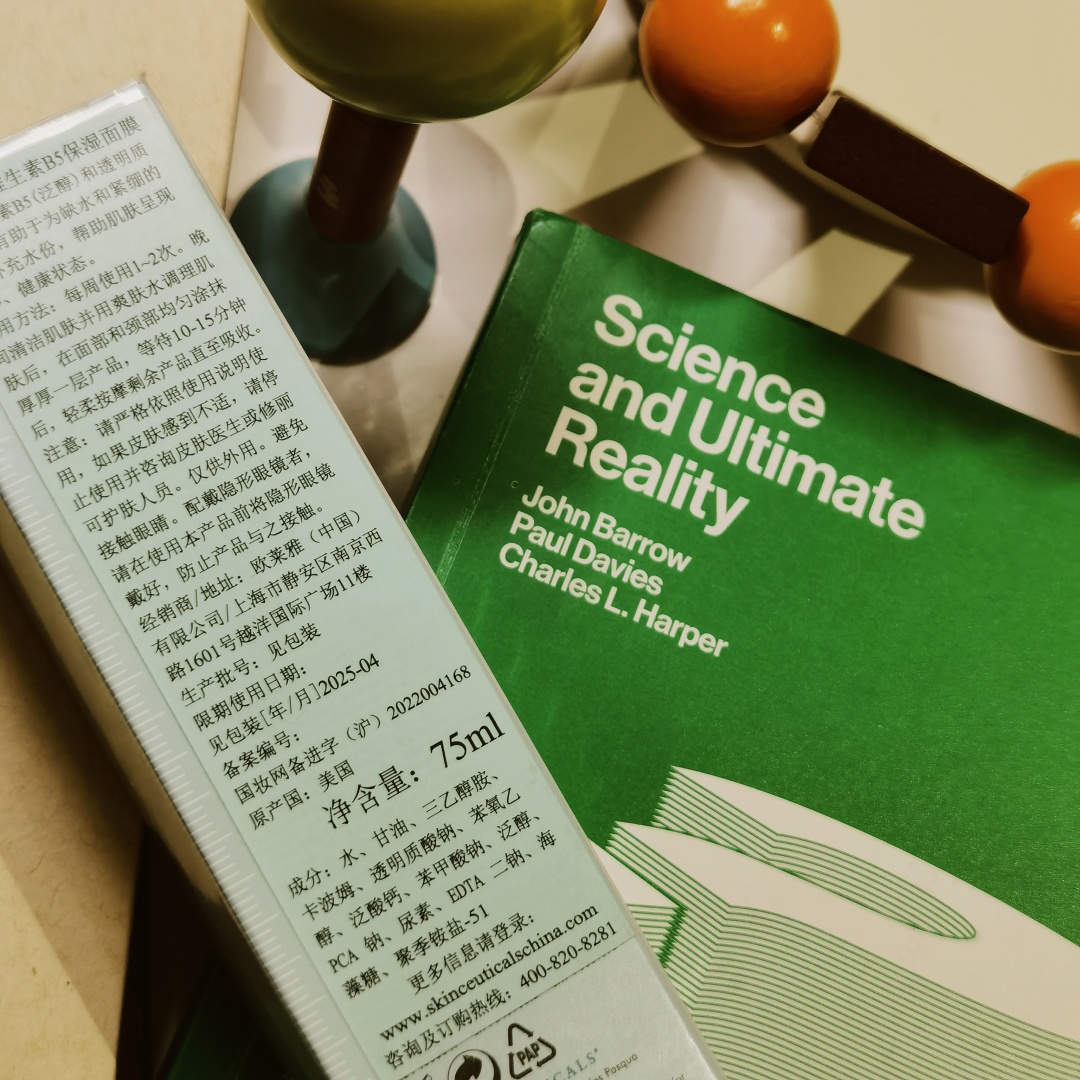 生素B5保湿面膜
素B5(泛醇)和透明质
有助于为缺水和紧绷的
充水份，帮助肌肤呈现
、健康状态。
用方法：每周使用1~2次。晚
间清洁肌肤并用爽肤水调理肌
肤后，在面部和颈部均匀涂抹
厚厚一层产品，等待10-15分钟
后，轻柔按摩剩余产品直至吸收。
注意：请严格依照使用说明使
用，如果皮肤感到不适，请停
止使用并咨询皮肤医生或修丽
可护肤人员。仅供外用。避免
接触眼睛。配戴隐形眼镜者，
请在使用本产品前将隐形眼镜
戴好，防止产品与之接触。
经销商/地址：欧莱雅（中国）
有限公司/上海市静安区南京西
路1601号越洋国际广场11楼
生产批号：见包装
限期使用日期：
见包装[年/月]2025-04
备案编号：
国妆网备进字（沪）2022004168
原产国：美国
净含量：75ml
成分：水、甘油、三乙醇胺、
卡波姆、透明质酸钠、苯氧乙
醇、泛酸钙、苯甲酸钠、泛醇、
PCA 钠、尿素、EDTA 二钠、海
藻糖、聚季铵盐-51
更多信息请登录：
www.skinceuticalschina.com
咨询及订购热线：400-820-8281
PAP
CALS
Pasqua
Science
and Ultimate
Reality
John Barrow
Paul Davies
Charles L. Harper